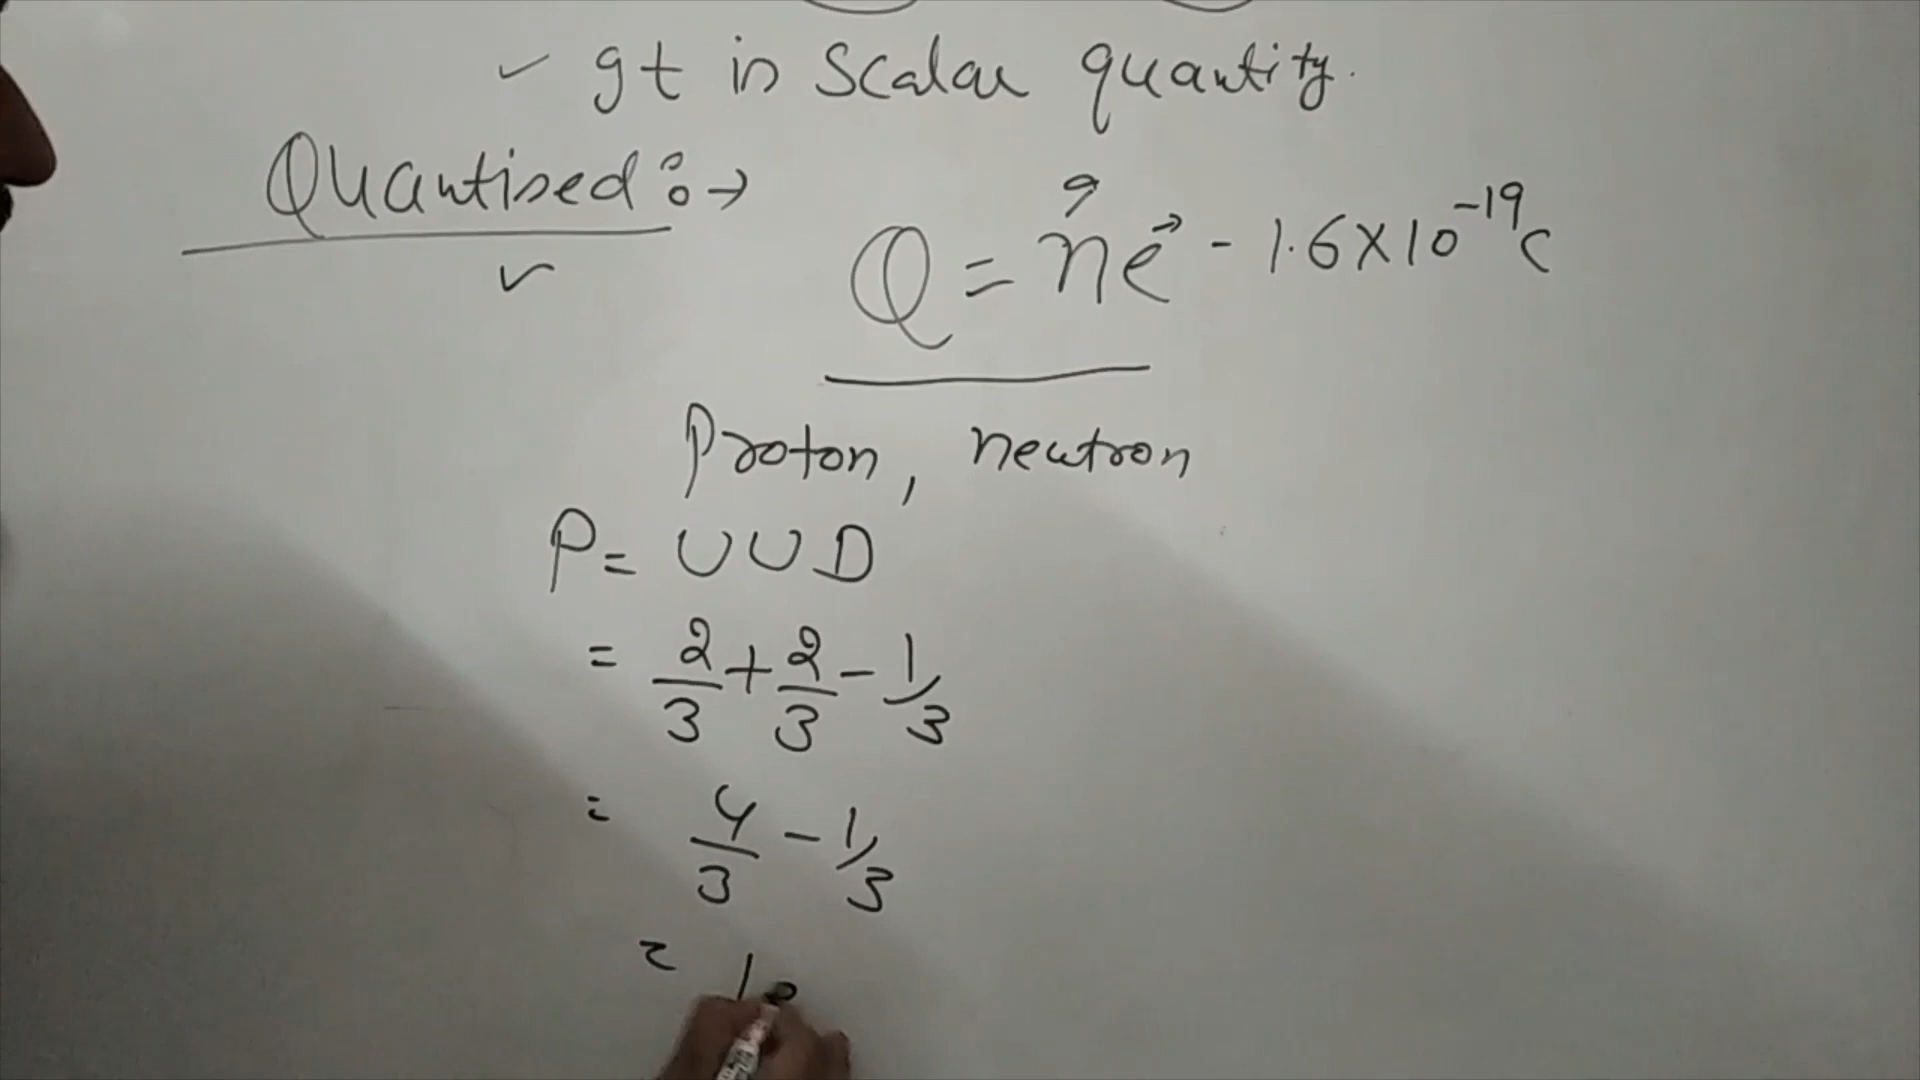 ✓ It is Scalar quantity.
Quantised :→
Q = ne → - 1.6×10⁻¹⁹C
Proton, neutron
P = UUD
= 2/3 + 2/3 - 1/3
= 4/3 - 1/3
= 1